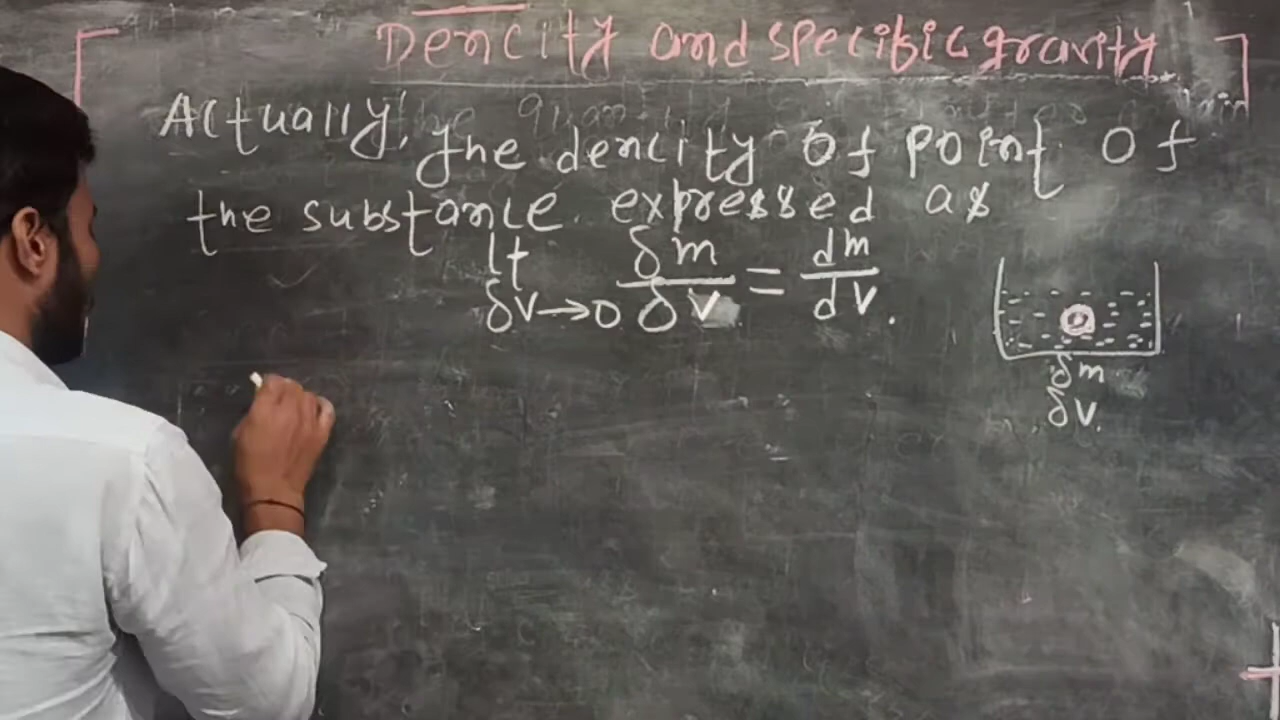 Dencity and specific gravity
Actually, the dencity of point of
the substance. expressed as
lt δm = dm
δV→0 δV dV.
δm
δV.